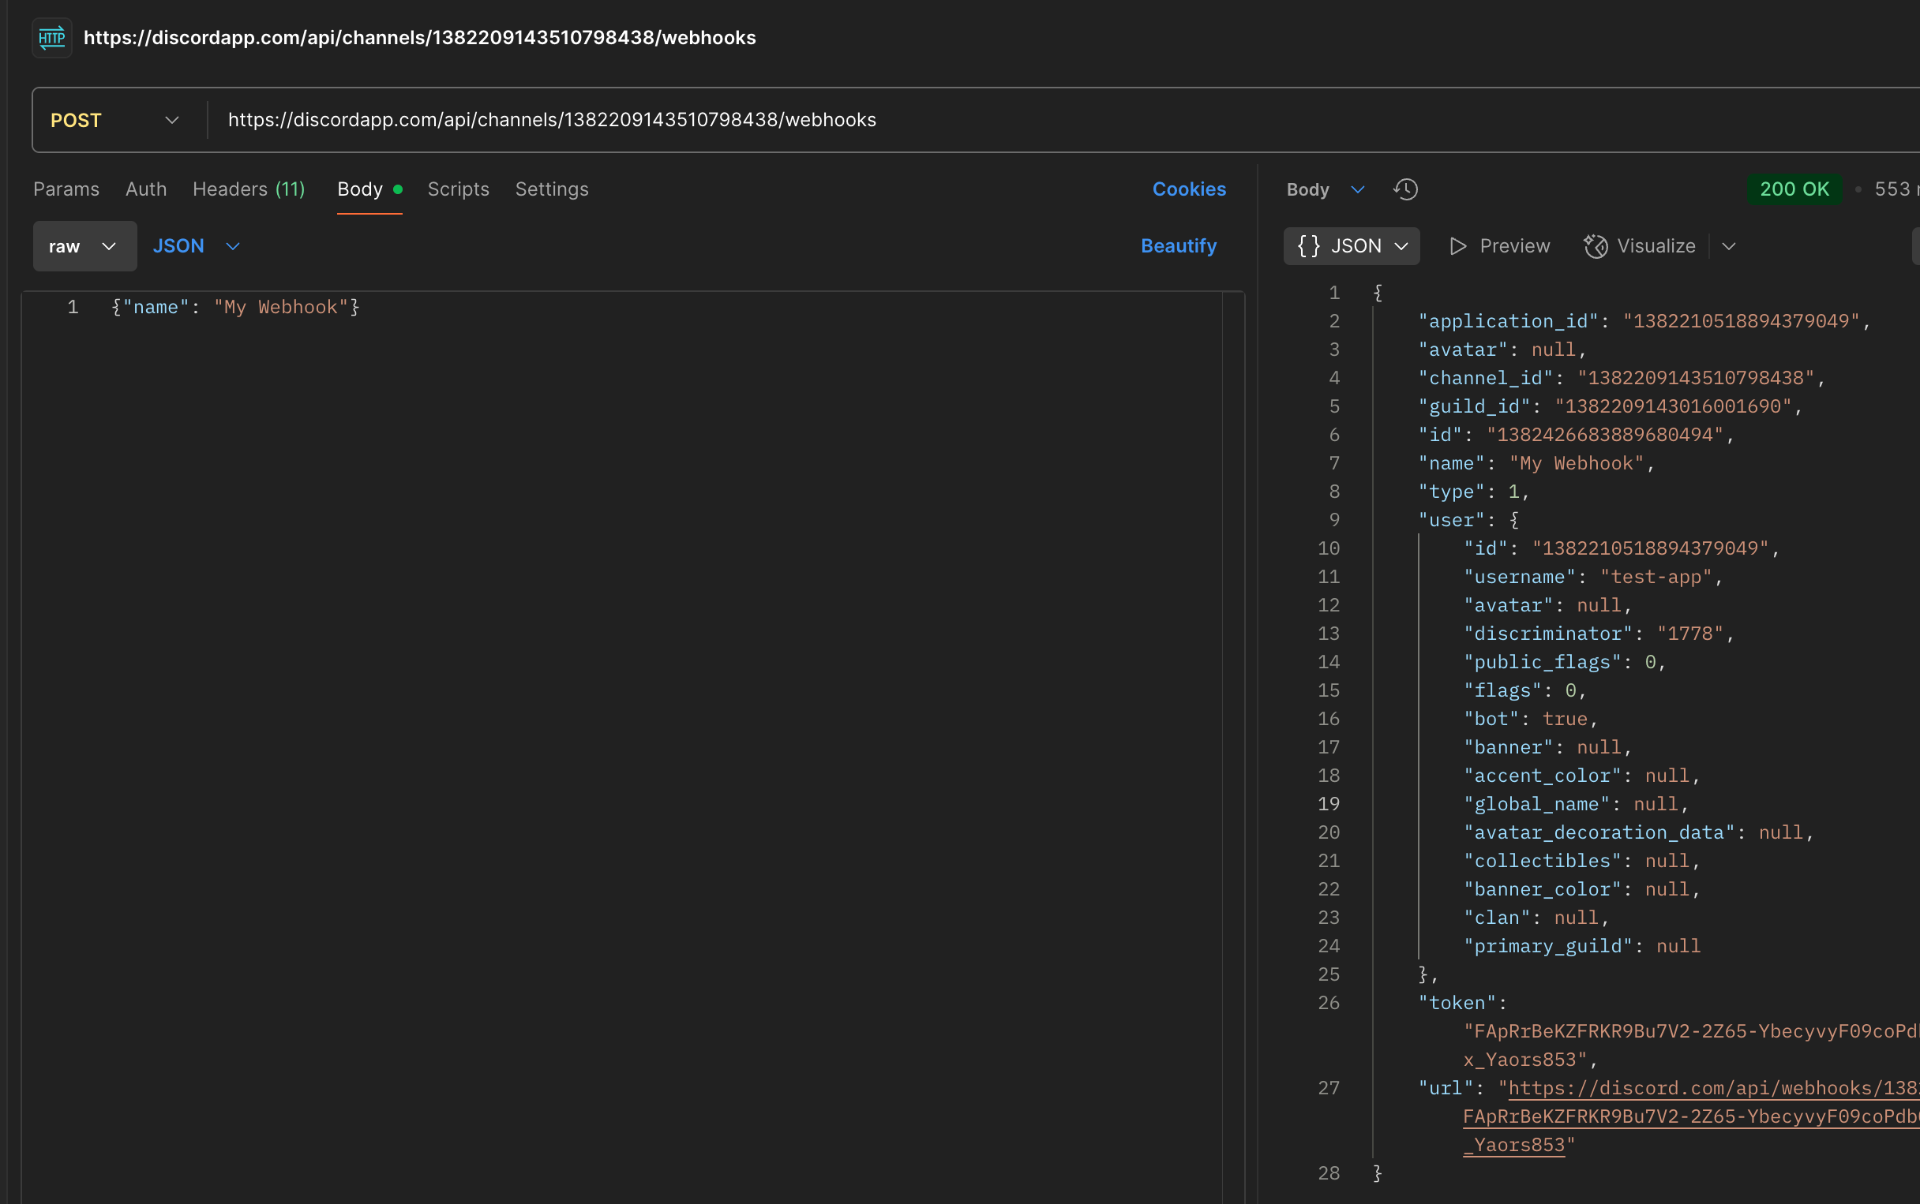 HTTP https://discordapp.com/api/channels/1382209143510798438/webhooks
POST https://discordapp.com/api/channels/1382209143510798438/webhooks
Params Auth Headers (11) Body Scripts Settings Cookies
raw JSON Beautify
1 {"name": "My Webhook"}
Body 200 OK 553
{} JSON Preview Visualize
1 {
2 "application_id": "1382210518894379049",
3 "avatar": null,
4 "channel_id": "1382209143510798438",
5 "guild_id": "1382209143016001690",
6 "id": "1382426683889680494",
7 "name": "My Webhook",
8 "type": 1,
9 "user": {
10 "id": "1382210518894379049",
11 "username": "test-app",
12 "avatar": null,
13 "discriminator": "1778",
14 "public_flags": 0,
15 "flags": 0,
16 "bot": true,
17 "banner": null,
18 "accent_color": null,
19 "global_name": null,
20 "avatar_decoration_data": null,
21 "collectibles": null,
22 "banner_color": null,
23 "clan": null,
24 "primary_guild": null
25 },
26 "token":
"FApRrBeKZFRKR9Bu7V2-2Z65-YbecyvyF09coPd
x_Yaors853",
27 "url": "https://discord.com/api/webhooks/138
FApRrBeKZFRKR9Bu7V2-2Z65-YbecyvyF09coPdb
_Yaors853"
28 }